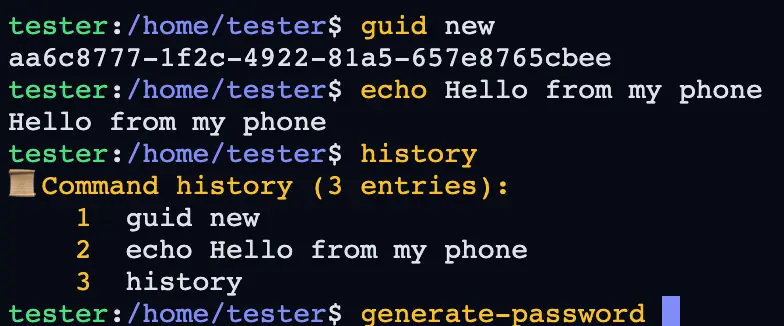 tester:/home/tester$ guid new
aa6c8777-1f2c-4922-81a5-657e8765cbee
tester:/home/tester$ echo Hello from my phone
Hello from my phone
tester:/home/tester$ history
📜Command history (3 entries):
1 guid new
2 echo Hello from my phone
3 history
tester:/home/tester$ generate-password